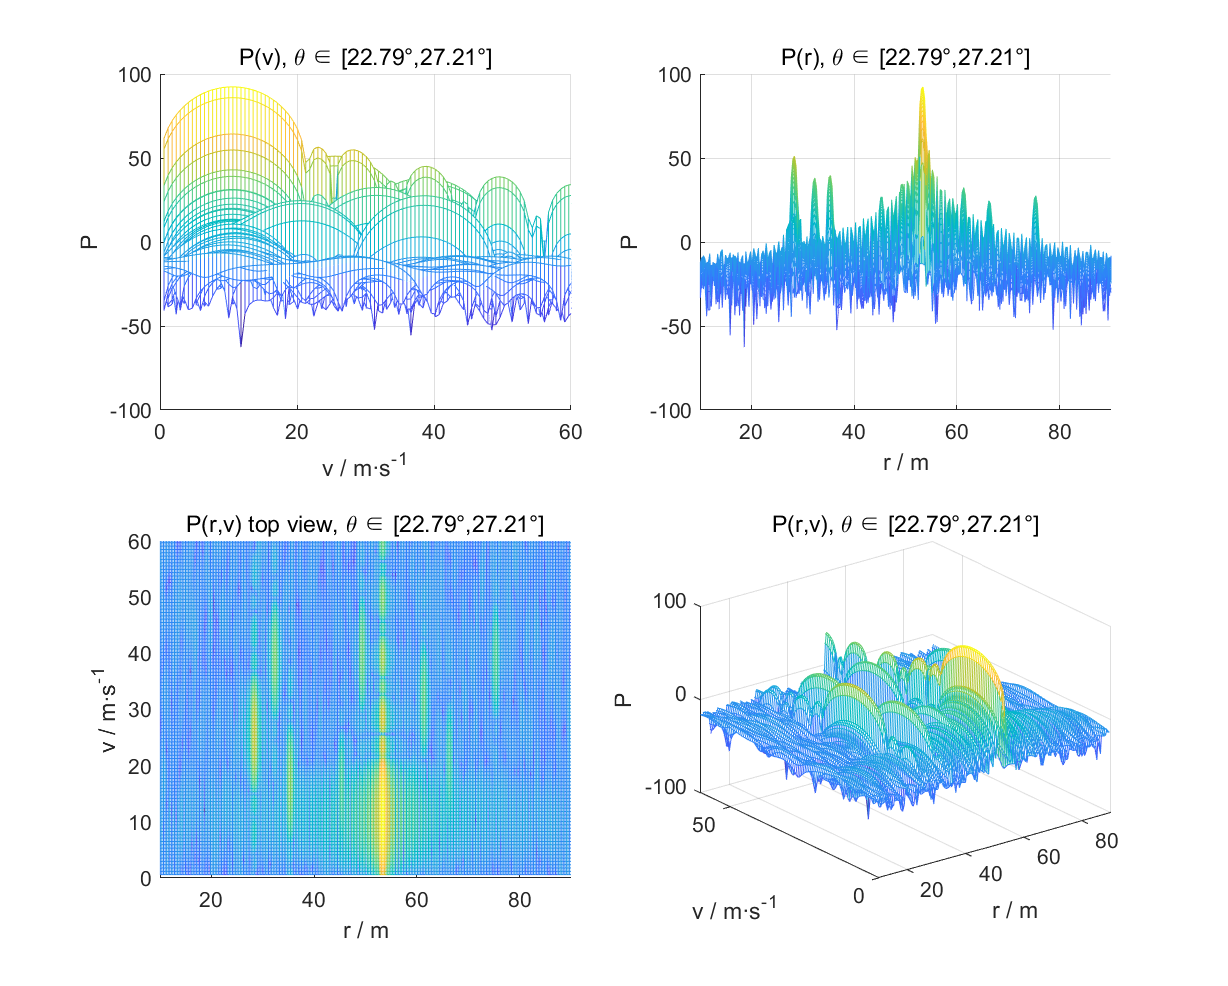 P(v), θ ∈ [22.79°,27.21°]
100
50
0
-50
-100
P
0
20
40
60
v / m·s⁻¹
P(r), θ ∈ [22.79°,27.21°]
100
50
0
-50
-100
P
20
40
60
80
r / m
P(r,v) top view, θ ∈ [22.79°,27.21°]
60
50
40
30
20
10
0
v / m·s⁻¹
20
40
60
80
r / m
P(r,v), θ ∈ [22.79°,27.21°]
100
0
-100
P
50
0
v / m·s⁻¹
20
40
60
80
r / m